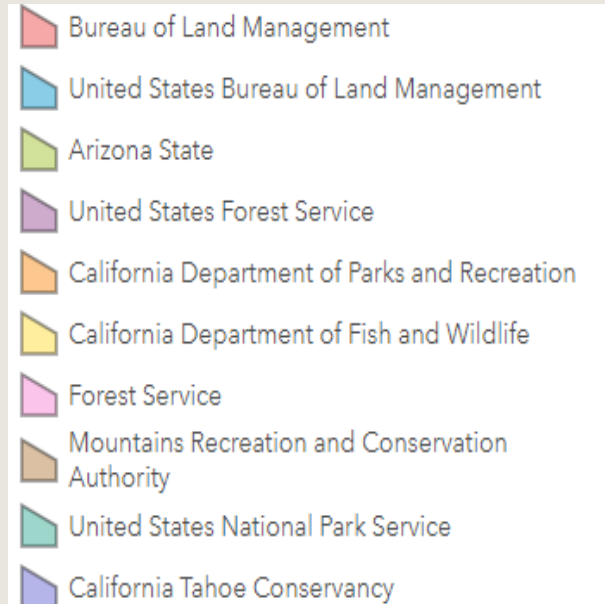 Bureau of Land Management
United States Bureau of Land Management
Arizona State
United States Forest Service
California Department of Parks and Recreation
California Department of Fish and Wildlife
Forest Service
Mountains Recreation and Conservation
Authority
United States National Park Service
California Tahoe Conservancy